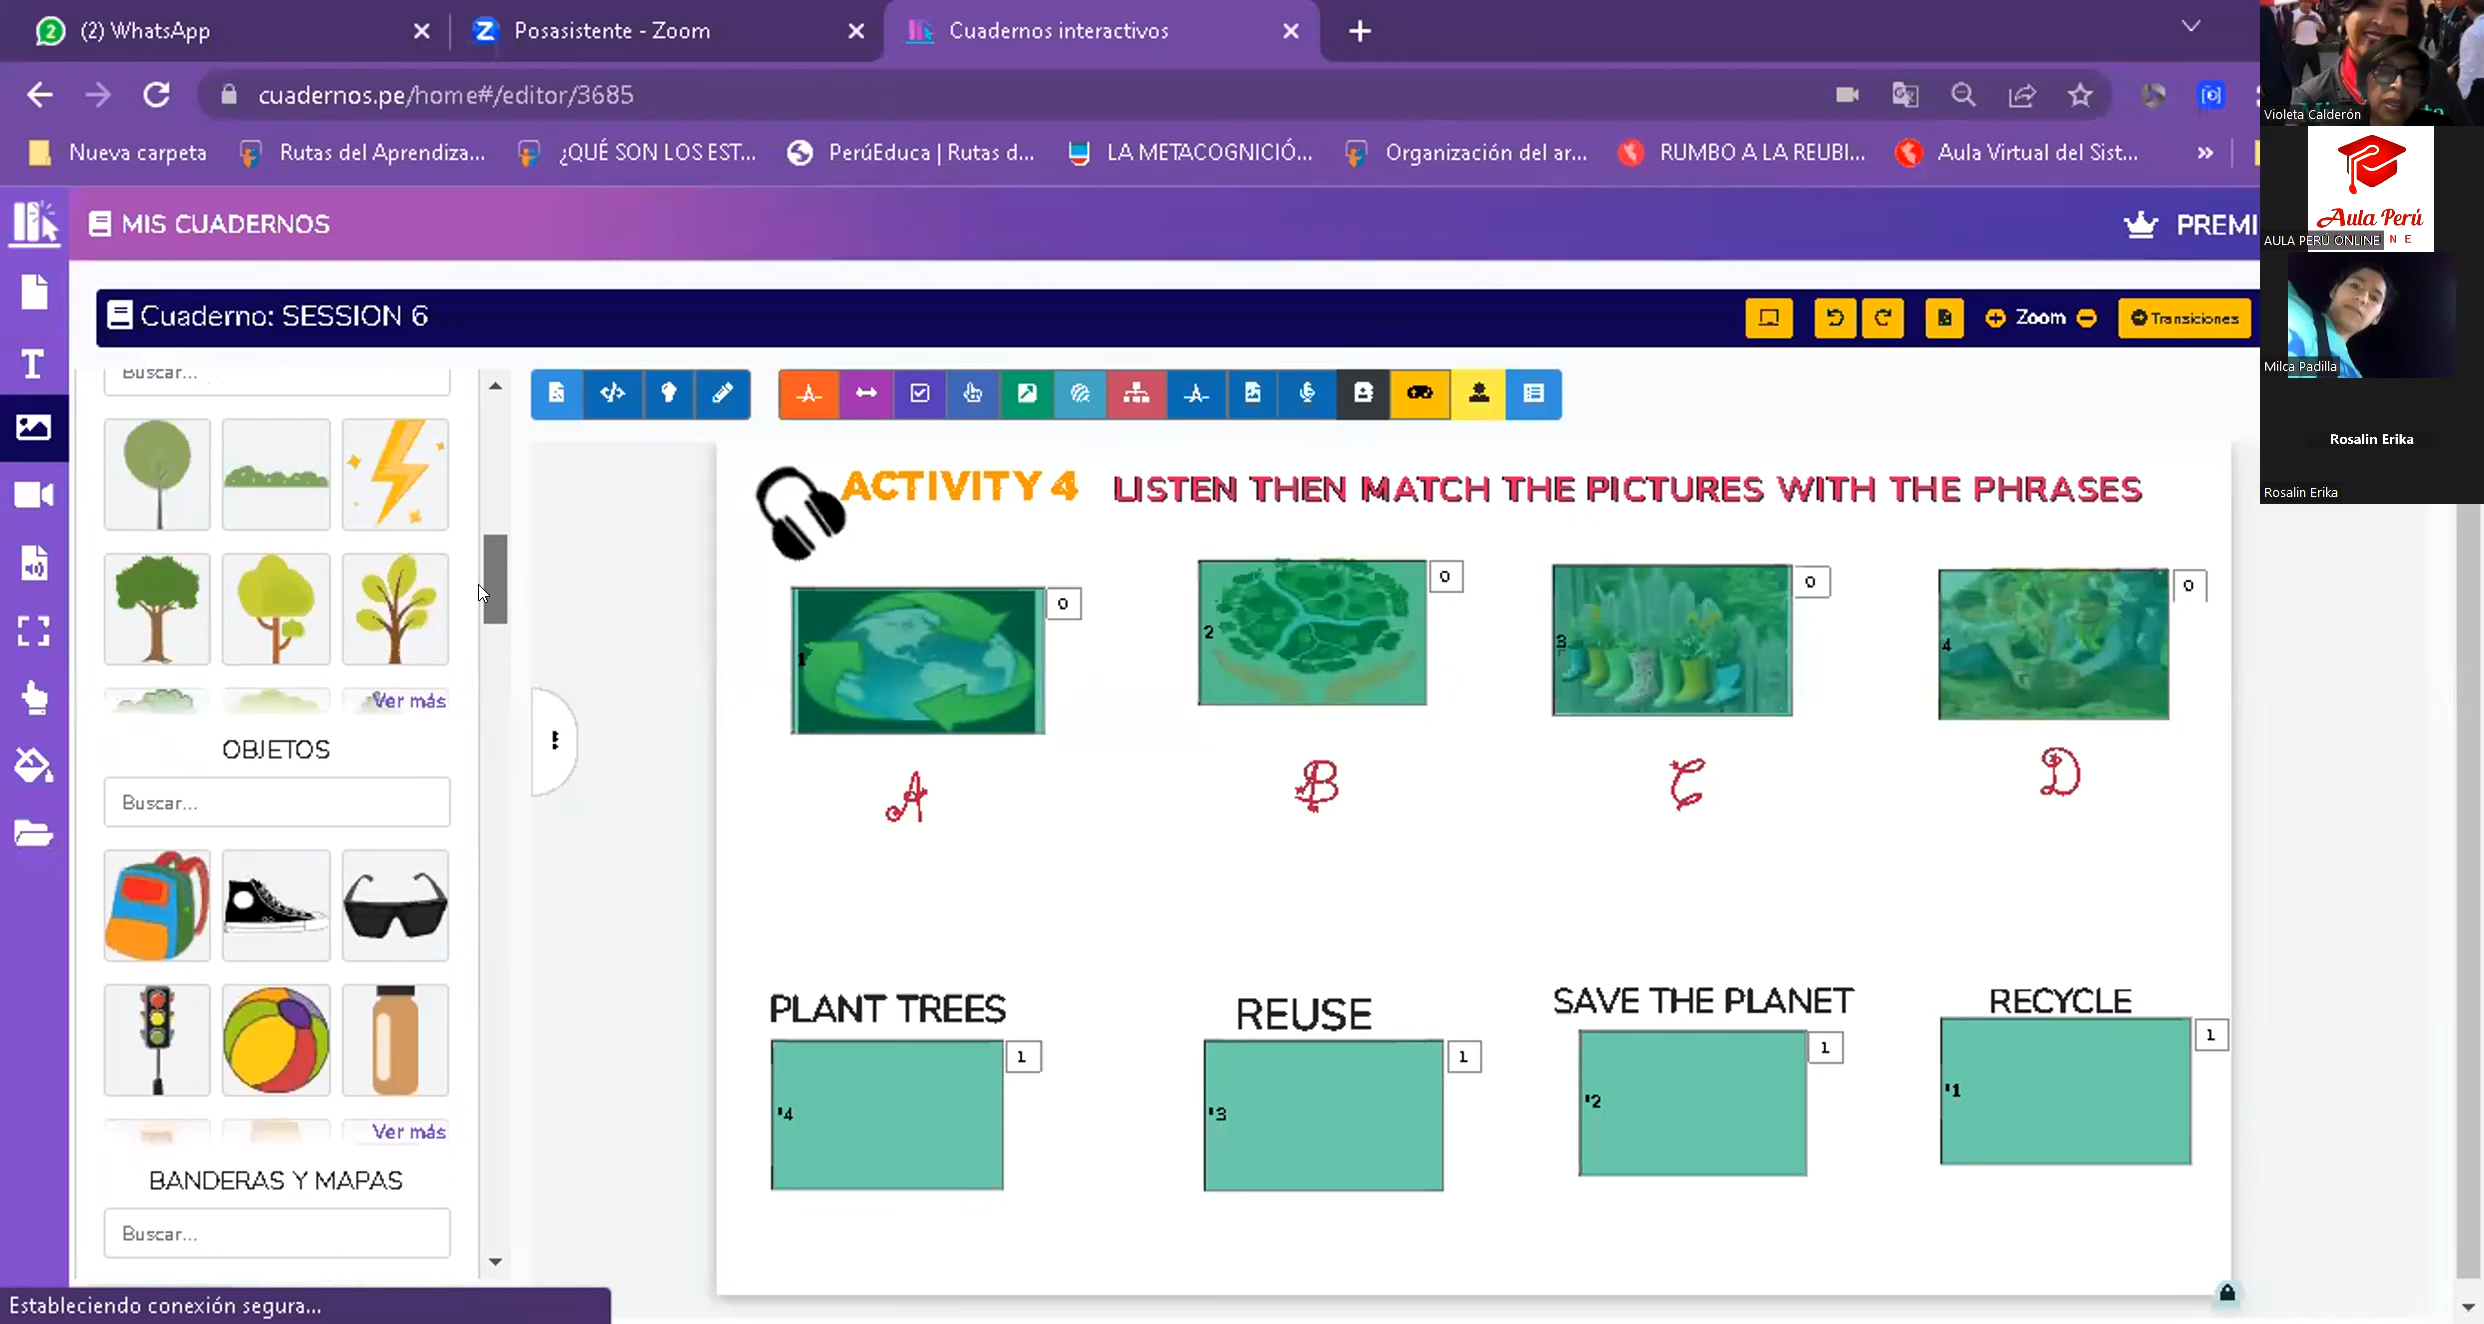 (2) WhatsApp
Posasistente - Zoom
Cuadernos interactivos
cuadernos.pe/home#/editor/3685
Nueva carpeta
Rutas del Aprendiza...
¿QUÉ SON LOS EST...
PerúEduca | Rutas d...
LA METACOGNICIÓ...
Organización del ar...
RUMBO A LA REUBI...
Aula Virtual del Sist...
MIS CUADERNOS
PREMI
Cuaderno: SESSION 6
Zoom
Transiciones
Buscar...
Ver más
OBJETOS
Buscar...
Ver más
BANDERAS Y MAPAS
Buscar...
Estableciendo conexión segura...
ACTIVITY 4 LISTEN THEN MATCH THE PICTURES WITH THE PHRASES
1
0
2
0
3
0
4
0
A
B
C
D
PLANT TREES
REUSE
SAVE THE PLANET
RECYCLE
'4
1
'3
1
'2
1
'1
1
Violeta Calderón
Aula Perú
AULA PERÚ ONLINE
N E
Milca Padilla
Rosalin Erika
Rosalin Erika